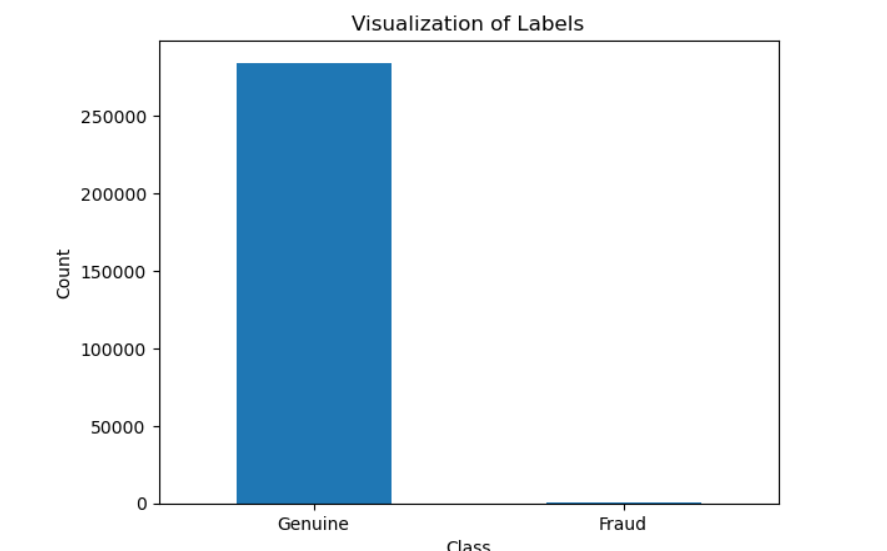 Visualization of Labels
250000
200000
150000
100000
50000
0
Count
Genuine
Fraud
Class